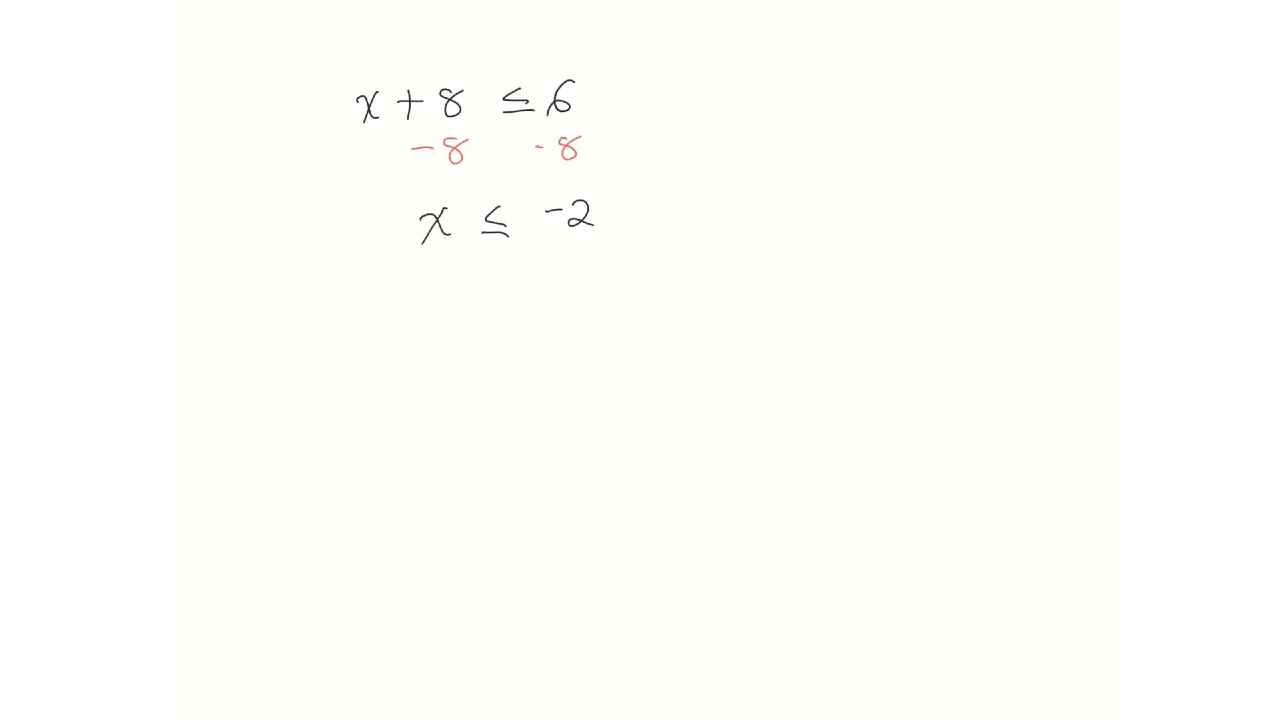 x + 8 ≤ 6
- 8 - 8
x ≤ -2